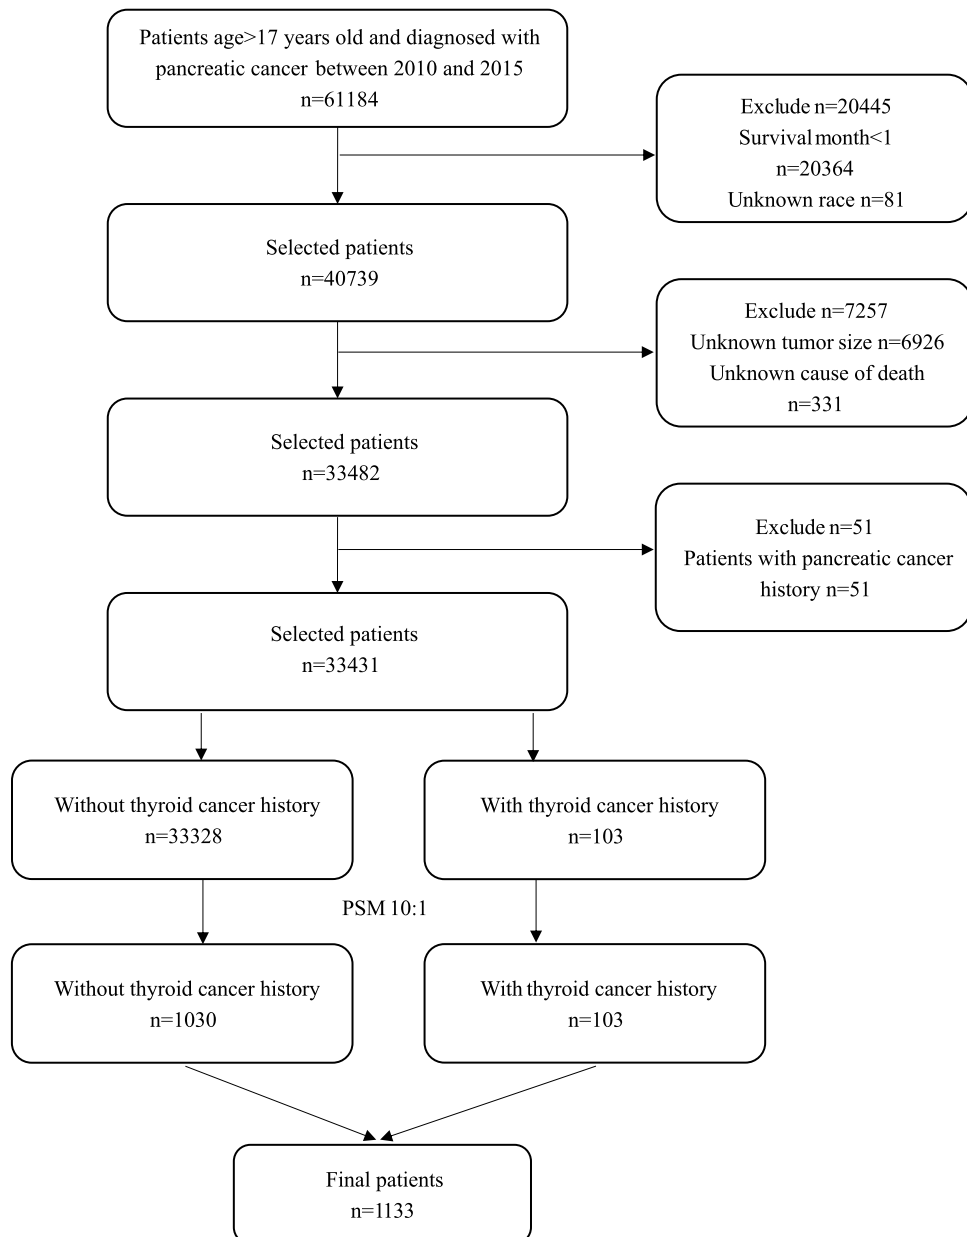 Patients age>17 years old and diagnosed with
pancreatic cancer between 2010 and 2015
n=61184
Exclude n=20445
Survival month<1
n=20364
Unknown race n=81
Selected patients
n=40739
Exclude n=7257
Unknown tumor size n=6926
Unknown cause of death
n=331
Selected patients
n=33482
Exclude n=51
Patients with pancreatic cancer
history n=51
Selected patients
n=33431
Without thyroid cancer history
n=33328
With thyroid cancer history
n=103
PSM 10:1
Without thyroid cancer history
n=1030
With thyroid cancer history
n=103
Final patients
n=1133